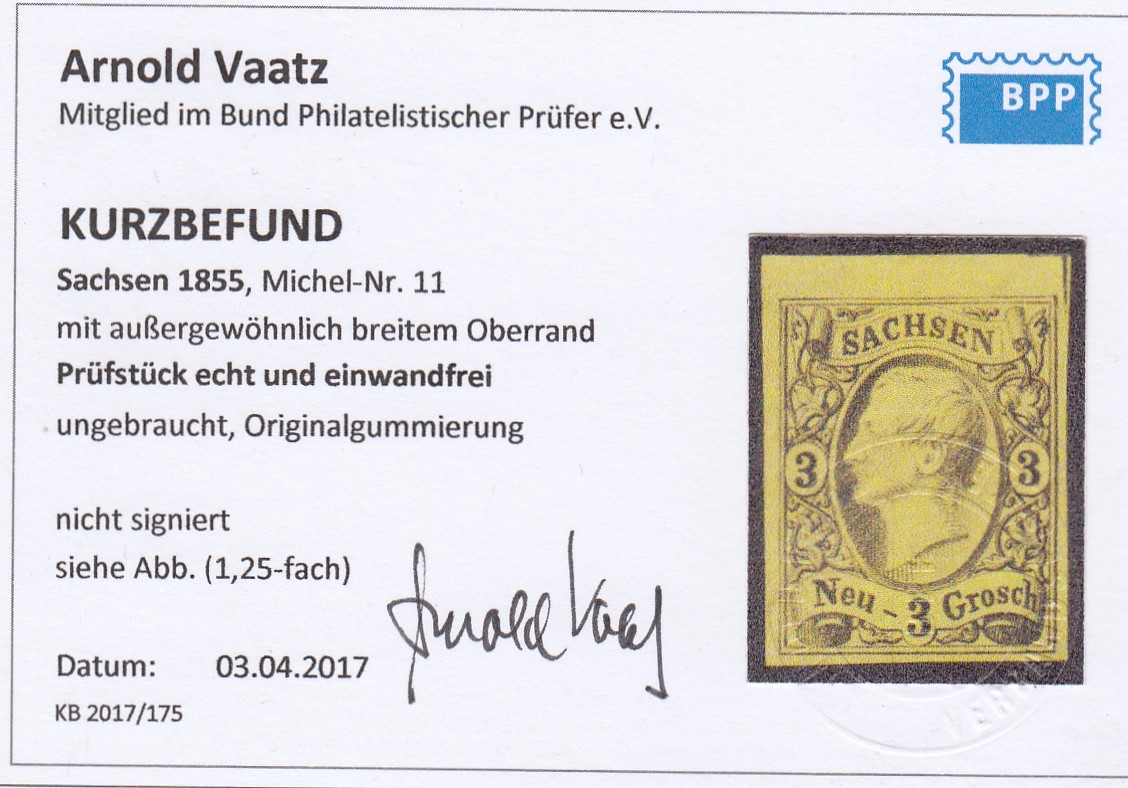 Arnold Vaatz
Mitglied im Bund Philatelistischer Prüfer e.V.
BPP
KURZBEFUND
Sachsen 1855, Michel-Nr. 11
mit außergewöhnlich breitem Oberrand
Prüfstück echt und einwandfrei
ungebraucht, Originalgummierung
nicht signiert
siehe Abb. (1,25-fach)
Arnold Vaatz
Datum: 03.04.2017
KB 2017/175
SACHSEN
3 3
Neu - 3 Grosch